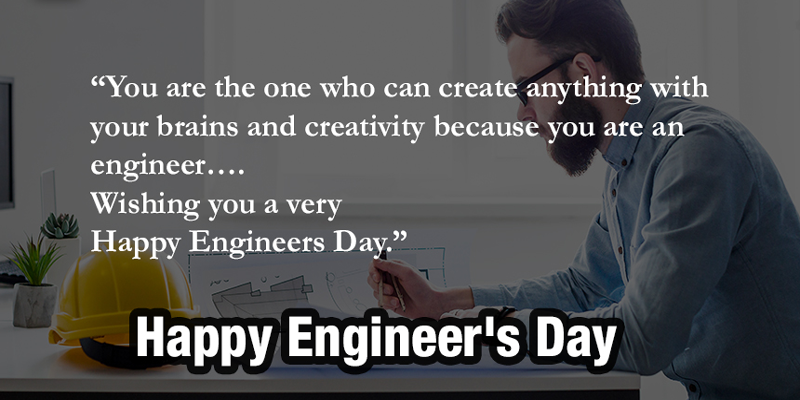 “You are the one who can create anything with
your brains and creativity because you are an
engineer….
Wishing you a very
Happy Engineers Day.”
Happy Engineer's Day